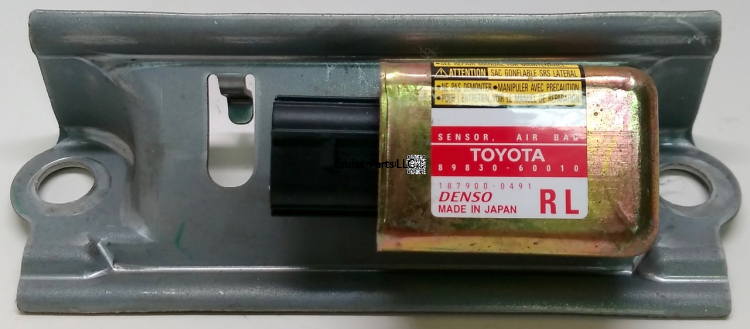 ATTENTION SAC GONFLABLE SRS LATERAL
• NE PAS DEMONTER • MANIPULER AVEC PRECAUTION
SENSOR, AIR BAG
TOYOTA
89830-60010
187900-0491
DENSO
MADE IN JAPAN
RL